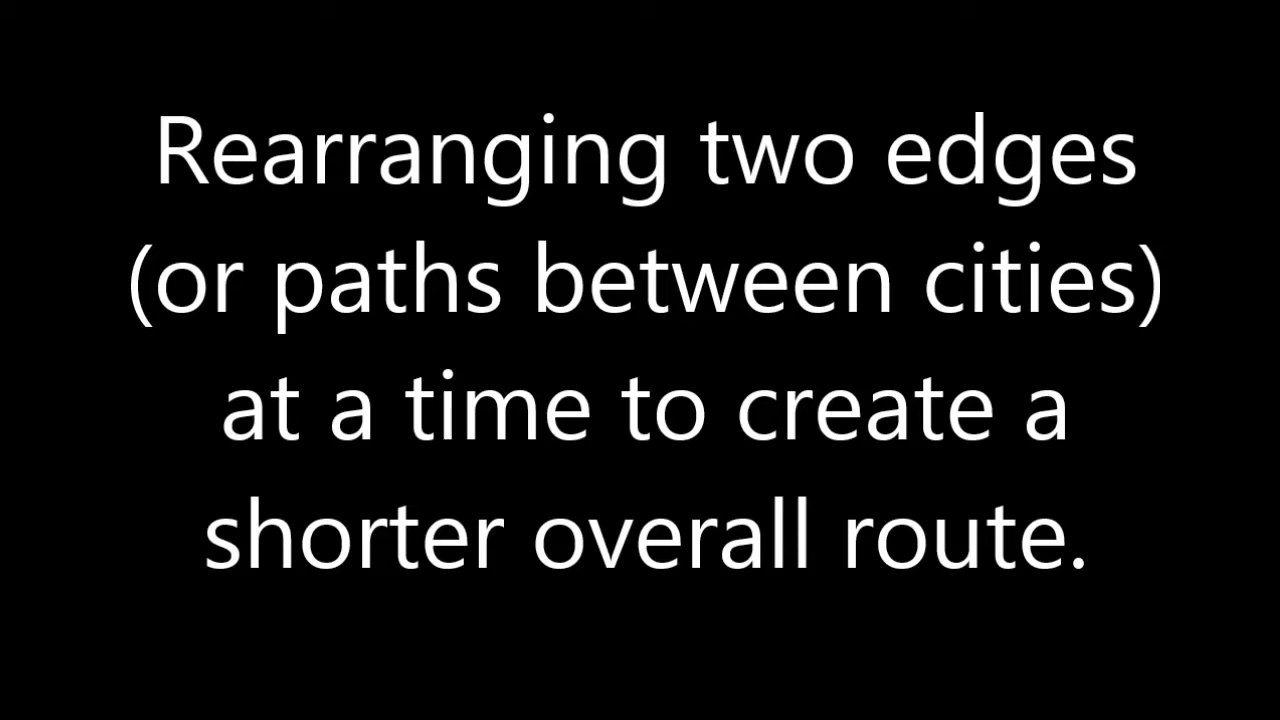 Rearranging two edges
(or paths between cities)
at a time to create a
shorter overall route.